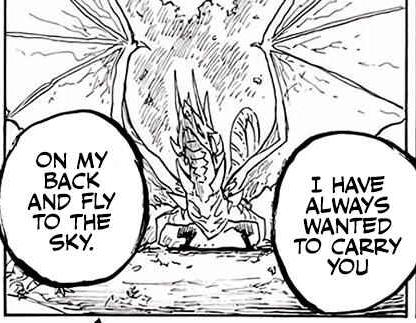 I HAVE
ALWAYS
WANTED
TO CARRY
YOU
ON MY
BACK
AND FLY
TO THE
SKY.